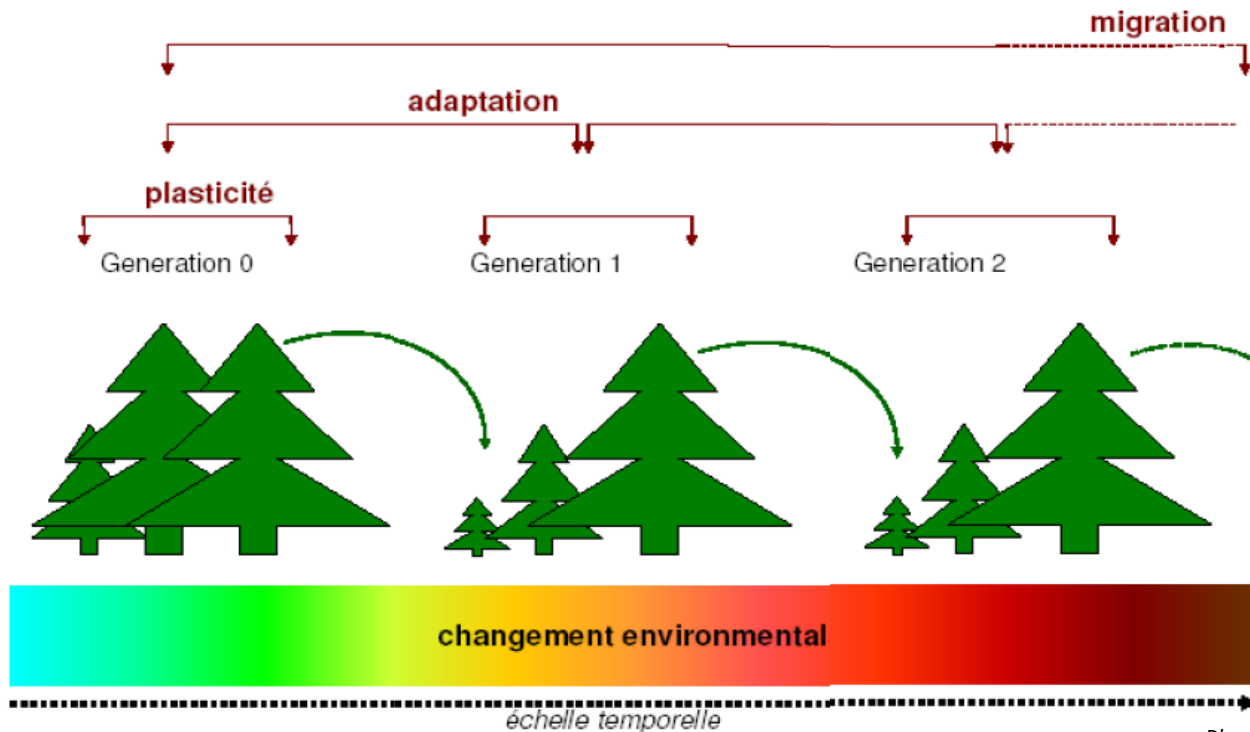 migration
adaptation
plasticité
Generation 0
Generation 1
Generation 2
changement environmental
échelle temporelle